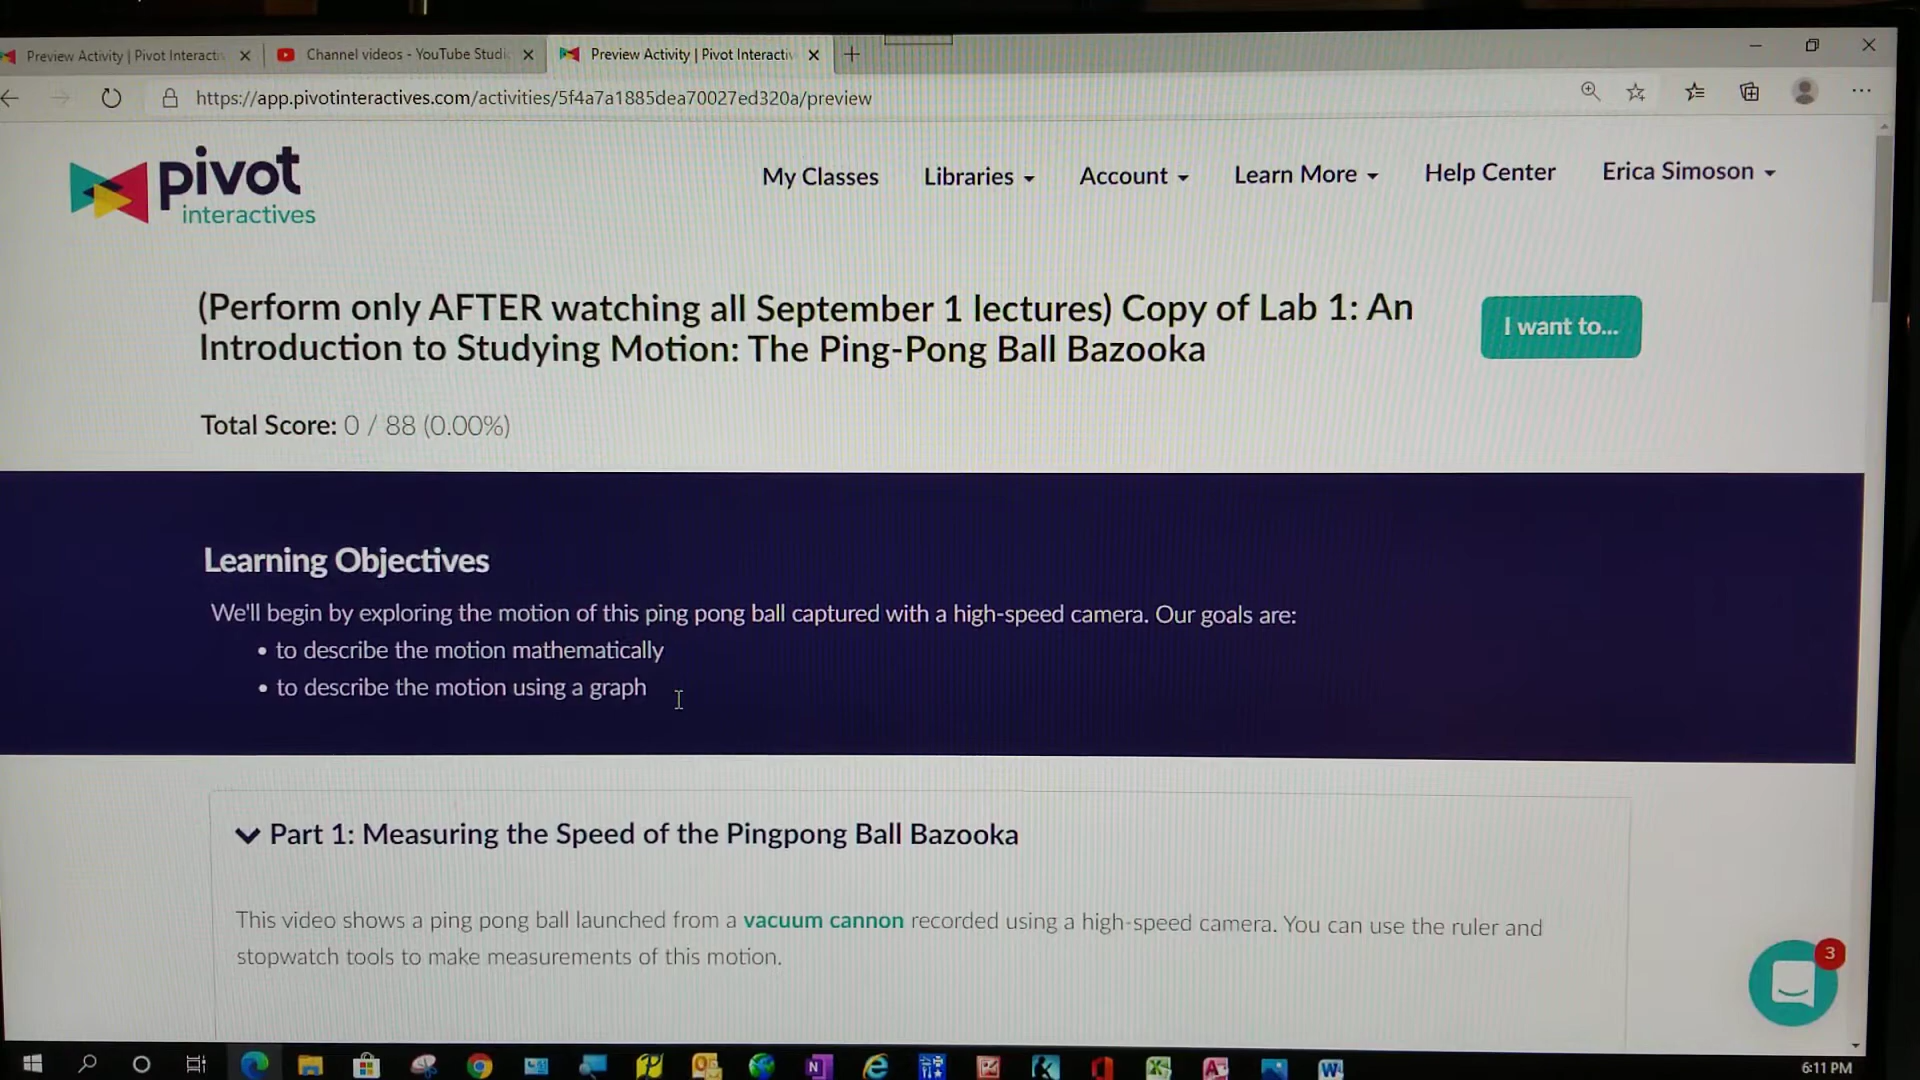 Preview Activity | Pivot Interacti
Channel videos - YouTube Studi
Preview Activity | Pivot Interacti
https://app.pivotinteractives.com/activities/5f4a7a1885dea70027ed320a/preview
pivot
interactives
My Classes
Libraries
Account
Learn More
Help Center
Erica Simoson
(Perform only AFTER watching all September 1 lectures) Copy of Lab 1: An
Introduction to Studying Motion: The Ping-Pong Ball Bazooka
I want to...
Total Score: 0 / 88 (0.00%)
Learning Objectives
We'll begin by exploring the motion of this ping pong ball captured with a high-speed camera. Our goals are:
• to describe the motion mathematically
• to describe the motion using a graph
Part 1: Measuring the Speed of the Pingpong Ball Bazooka
This video shows a ping pong ball launched from a vacuum cannon recorded using a high-speed camera. You can use the ruler and
stopwatch tools to make measurements of this motion.
3
6:11 PM